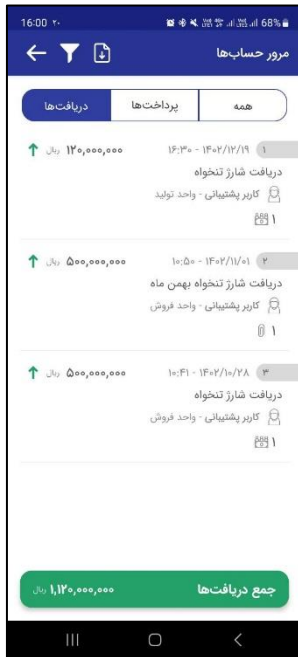 16:00
68%
مرور حساب‌ها
همه
پرداخت‌ها
دریافت‌ها
۱
۱۴۰۲/۱۲/۱۹ - ۱۶:۳۰
۱۲۰,۰۰۰,۰۰۰ ریال
دریافت شارژ تنخواه
کاربر پشتیبانی - واحد تولید
۱
۲
۱۴۰۲/۱۱/۰۱ - ۱۰:۵۰
۵۰۰,۰۰۰,۰۰۰ ریال
دریافت شارژ تنخواه بهمن ماه
کاربر پشتیبانی - واحد فروش
۱
۳
۱۴۰۲/۱۰/۲۸ - ۱۰:۴۱
۵۰۰,۰۰۰,۰۰۰ ریال
دریافت شارژ تنخواه
کاربر پشتیبانی - واحد فروش
۱
جمع دریافت‌ها
۱,۱۲۰,۰۰۰,۰۰۰ ریال